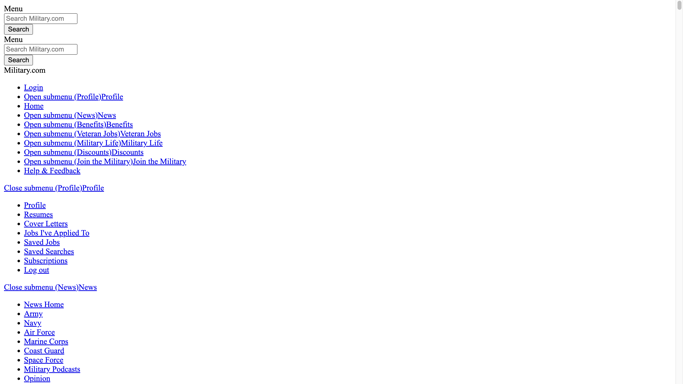 Menu
Search Military.com
Search
Menu
Search Military.com
Search
Military.com
Login
Open submenu (Profile)Profile
Home
Open submenu (News)News
Open submenu (Benefits)Benefits
Open submenu (Veteran Jobs)Veteran Jobs
Open submenu (Military Life)Military Life
Open submenu (Discounts)Discounts
Open submenu (Join the Military)Join the Military
Help & Feedback
Close submenu (Profile)Profile
Profile
Resumes
Cover Letters
Jobs I've Applied To
Saved Jobs
Saved Searches
Subscriptions
Log out
Close submenu (News)News
News Home
Army
Navy
Air Force
Marine Corps
Coast Guard
Space Force
Military Podcasts
Opinion